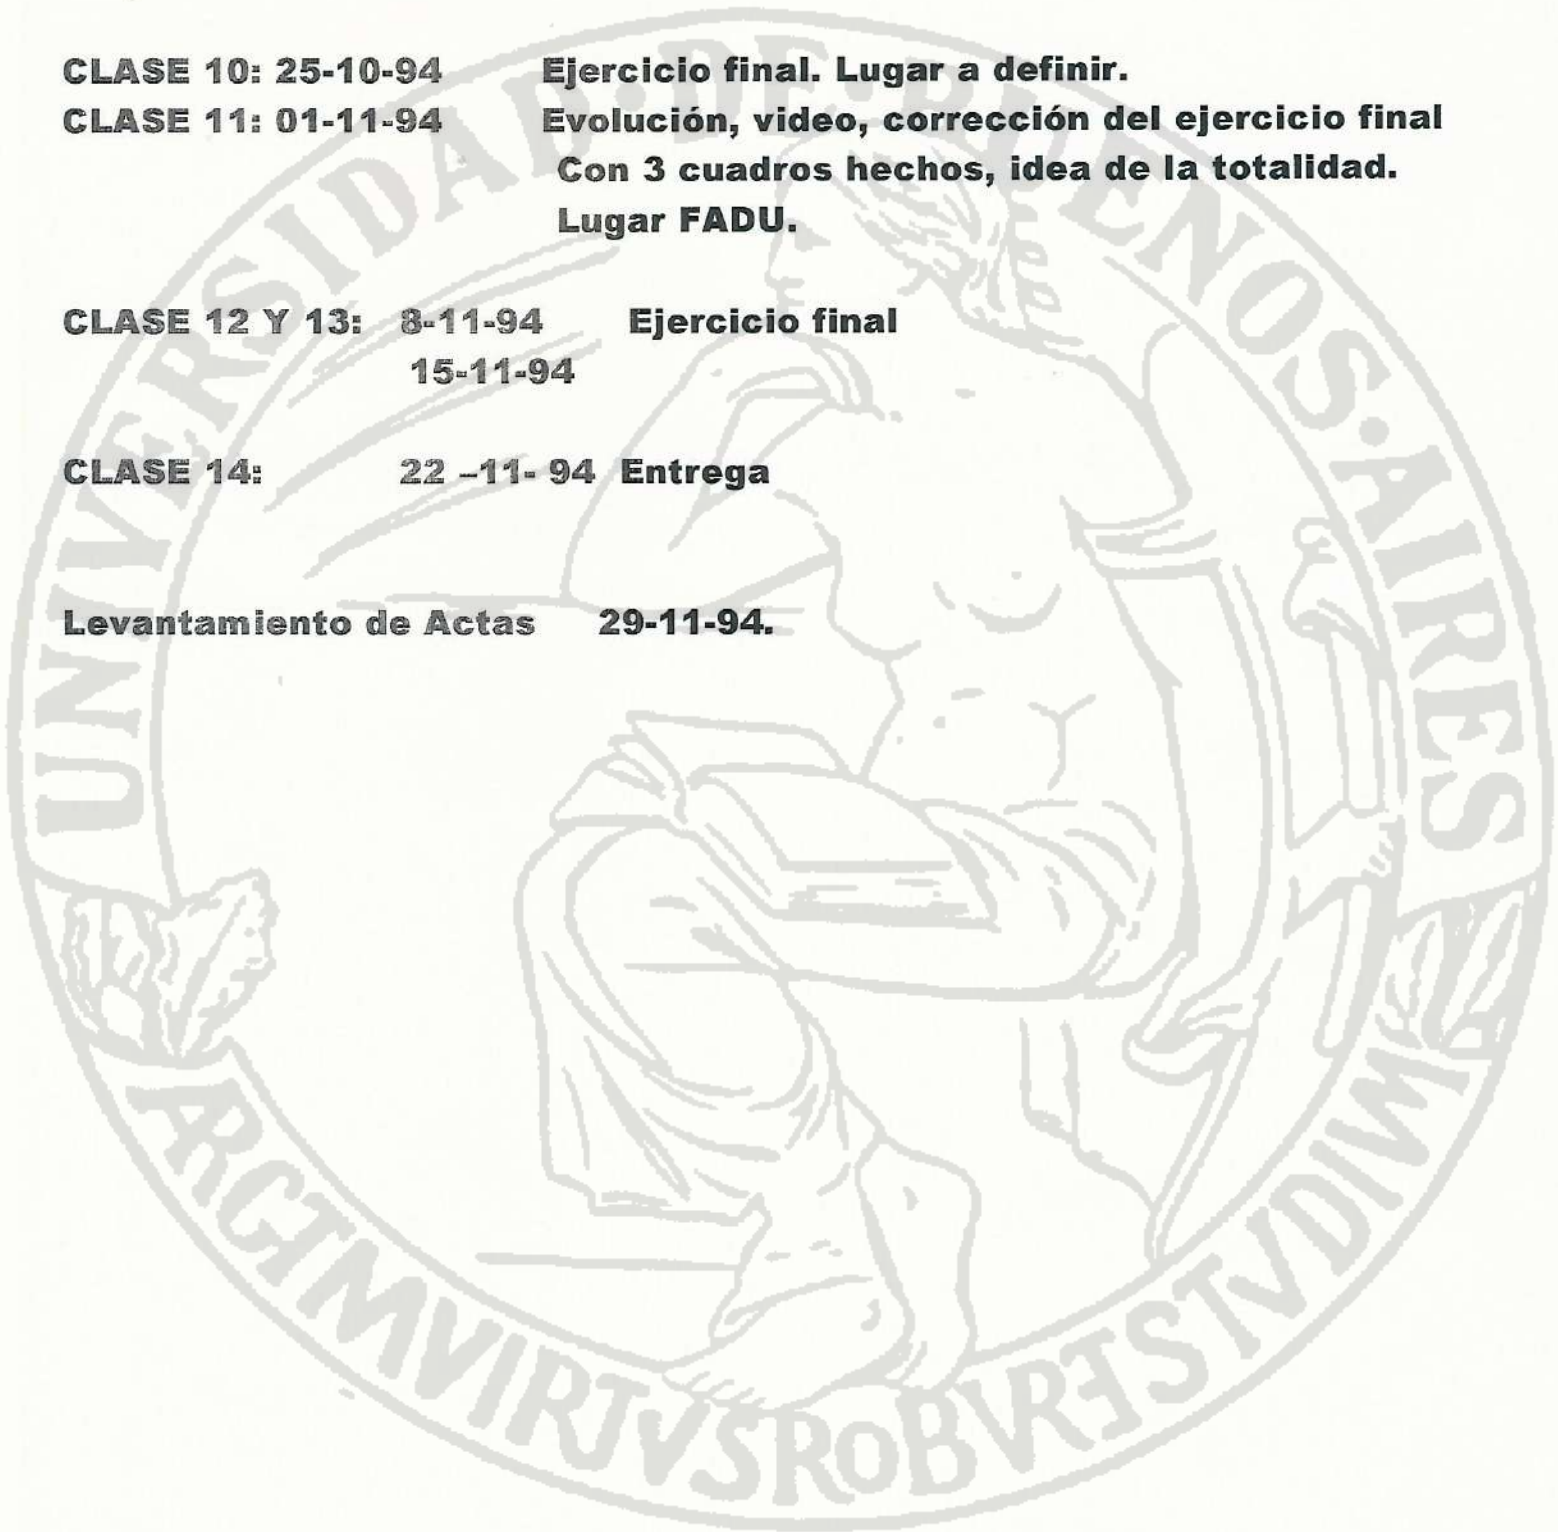 CLASE 10: 25-10-94 Ejercicio final. Lugar a definir.
CLASE 11: 01-11-94 Evolución, video, corrección del ejercicio final
Con 3 cuadros hechos, idea de la totalidad.
Lugar FADU.
CLASE 12 Y 13: 8-11-94 Ejercicio final
15-11-94
CLASE 14: 22 –11- 94 Entrega
Levantamiento de Actas 29-11-94.
UNIVERSIDAD·DE·BUENOS·AIRES
ARGT MVIRTVSROBVRETSTVDIVM